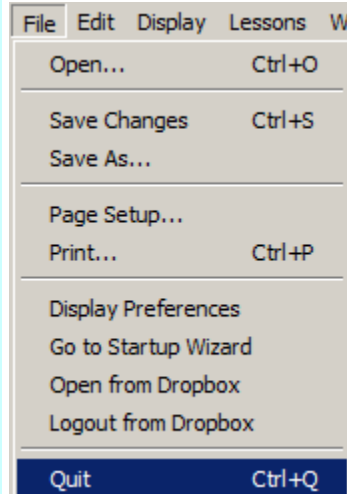 File Edit Display Lessons W
Open... Ctrl+O
Save Changes Ctrl+S
Save As...
Page Setup...
Print... Ctrl+P
Display Preferences
Go to Startup Wizard
Open from Dropbox
Logout from Dropbox
Quit Ctrl+Q